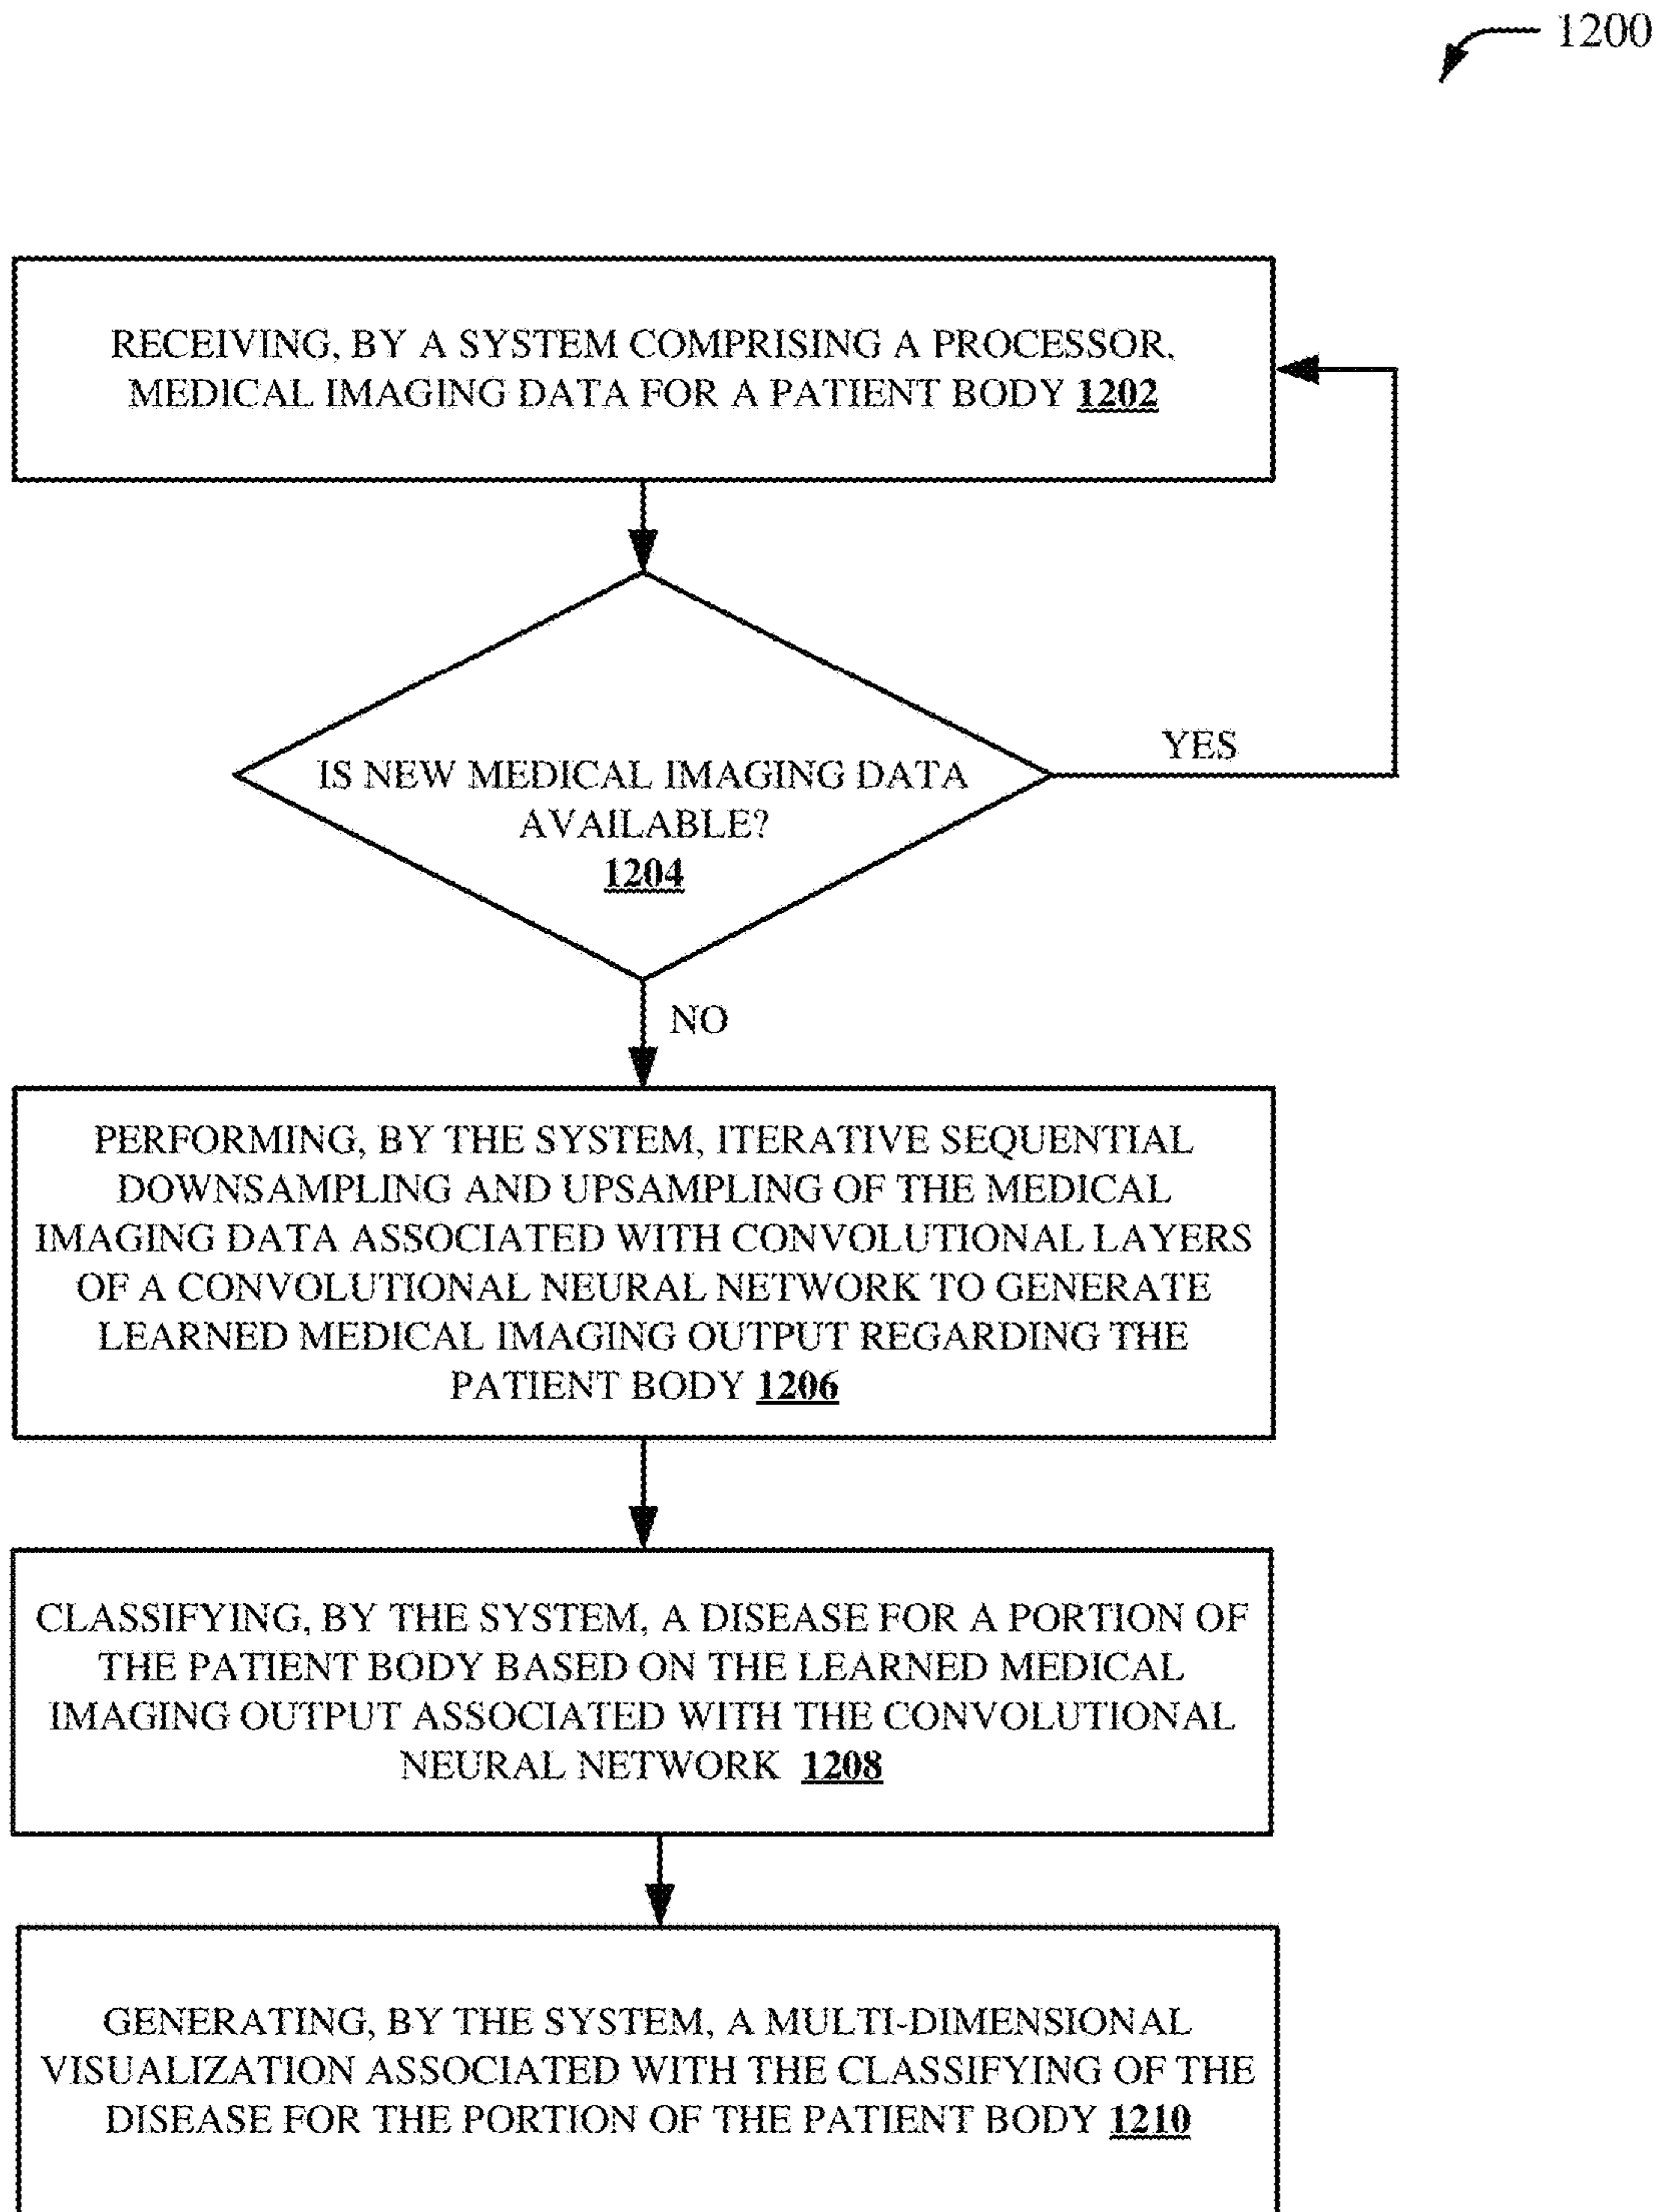 1200
RECEIVING, BY A SYSTEM COMPRISING A PROCESSOR,
MEDICAL IMAGING DATA FOR A PATIENT BODY 1202
YES
IS NEW MEDICAL IMAGING DATA
AVAILABLE?
1204
NO
PERFORMING, BY THE SYSTEM, ITERATIVE SEQUENTIAL
DOWNSAMPLING AND UPSAMPLING OF THE MEDICAL
IMAGING DATA ASSOCIATED WITH CONVOLUTIONAL LAYERS
OF A CONVOLUTIONAL NEURAL NETWORK TO GENERATE
LEARNED MEDICAL IMAGING OUTPUT REGARDING THE
PATIENT BODY 1206
CLASSIFYING, BY THE SYSTEM, A DISEASE FOR A PORTION OF
THE PATIENT BODY BASED ON THE LEARNED MEDICAL
IMAGING OUTPUT ASSOCIATED WITH THE CONVOLUTIONAL
NEURAL NETWORK 1208
GENERATING, BY THE SYSTEM, A MULTI-DIMENSIONAL
VISUALIZATION ASSOCIATED WITH THE CLASSIFYING OF THE
DISEASE FOR THE PORTION OF THE PATIENT BODY 1210